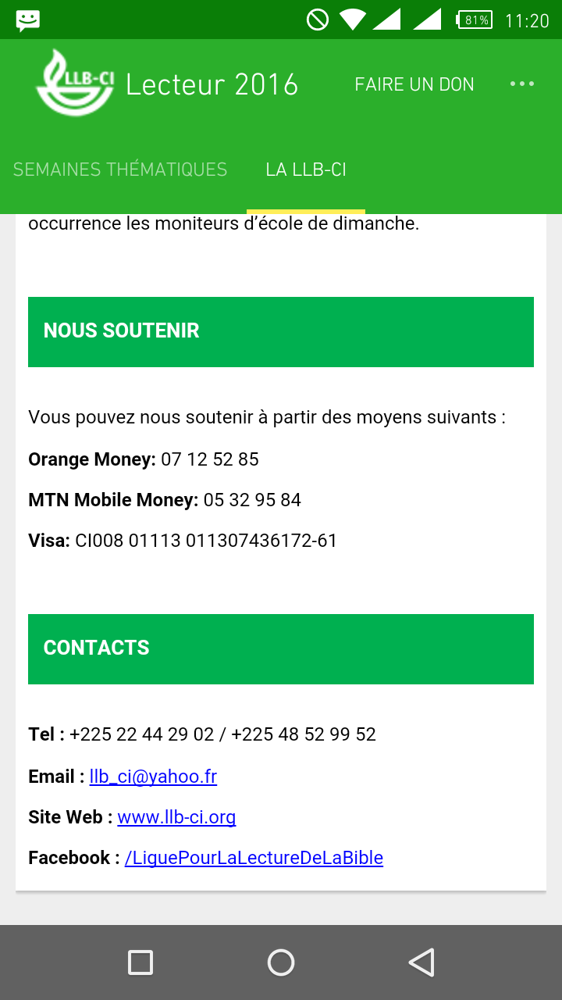 81% 11:20
LLB-CI Lecteur 2016 FAIRE UN DON
SEMAINES THÉMATIQUES LA LLB-CI
occurrence les moniteurs d’école de dimanche.
NOUS SOUTENIR
Vous pouvez nous soutenir à partir des moyens suivants :
Orange Money: 07 12 52 85
MTN Mobile Money: 05 32 95 84
Visa: CI008 01113 011307436172-61
CONTACTS
Tel : +225 22 44 29 02 / +225 48 52 99 52
Email : llb_ci@yahoo.fr
Site Web : www.llb-ci.org
Facebook : /LiguePourLaLectureDeLaBible